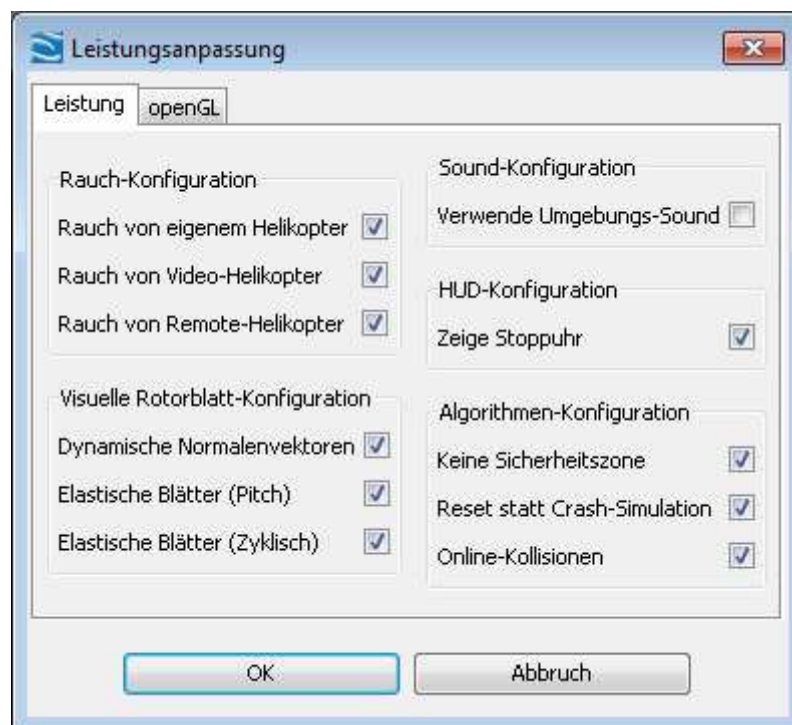 Leistungsanpassung
Leistung
openGL
Rauch-Konfiguration
Rauch von eigenem Helikopter
Rauch von Video-Helikopter
Rauch von Remote-Helikopter
Visuelle Rotorblatt-Konfiguration
Dynamische Normalenvektoren
Elastische Blätter (Pitch)
Elastische Blätter (Zyklisch)
Sound-Konfiguration
Verwende Umgebungs-Sound
HUD-Konfiguration
Zeige Stoppuhr
Algorithmen-Konfiguration
Keine Sicherheitszone
Reset statt Crash-Simulation
Online-Kollisionen
OK
Abbruch